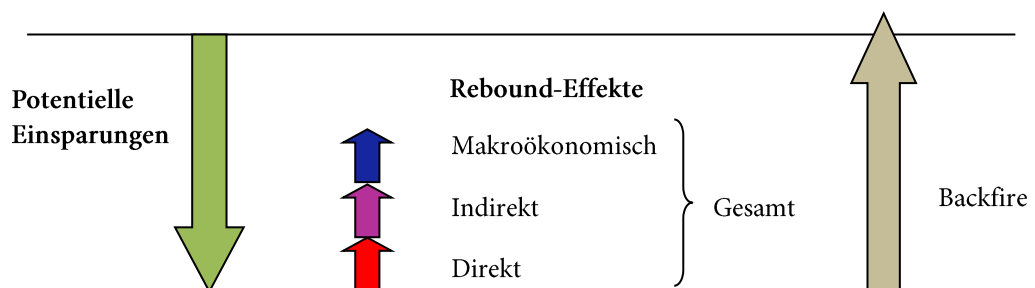 Potentielle
Einsparungen
Rebound-Effekte
Makroökonomisch
Indirekt
Direkt
Gesamt
Backfire